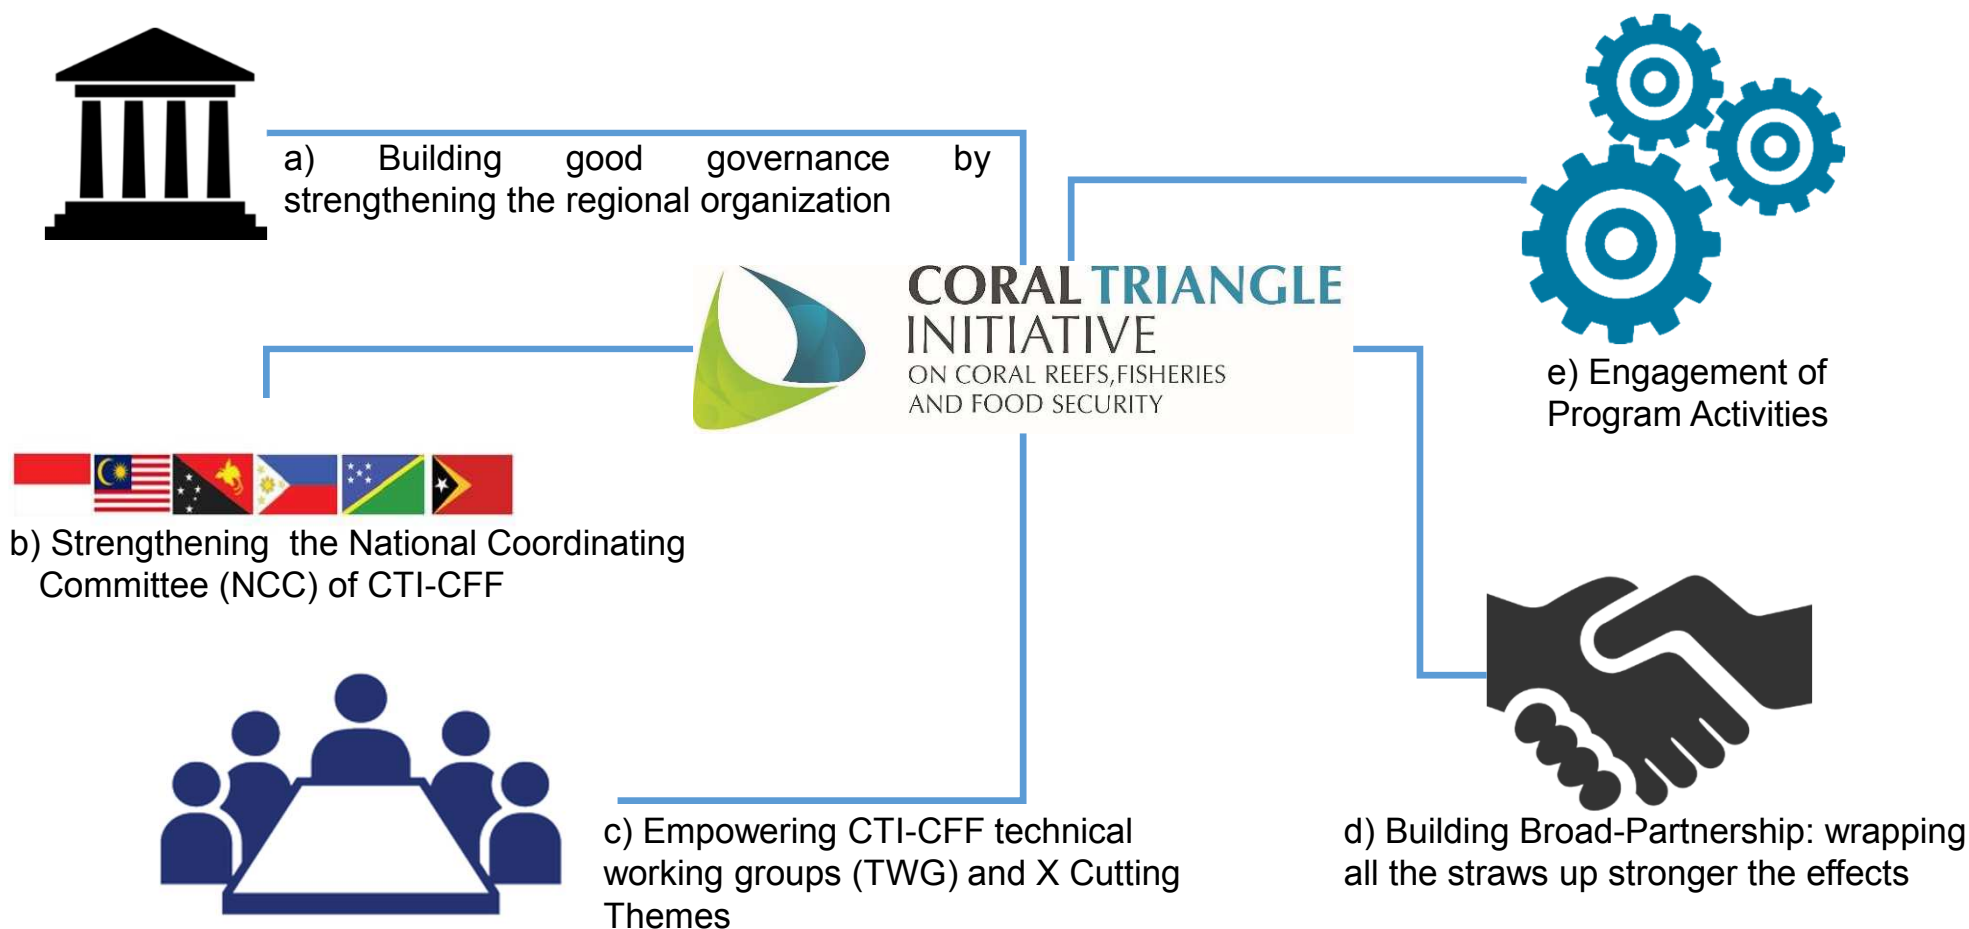 a) Building good governance by
strengthening the regional organization
CORAL TRIANGLE
INITIATIVE
ON CORAL REEFS,FISHERIES
AND FOOD SECURITY
e) Engagement of
Program Activities
b) Strengthening the National Coordinating
Committee (NCC) of CTI-CFF
c) Empowering CTI-CFF technical
working groups (TWG) and X Cutting
Themes
d) Building Broad-Partnership: wrapping
all the straws up stronger the effects